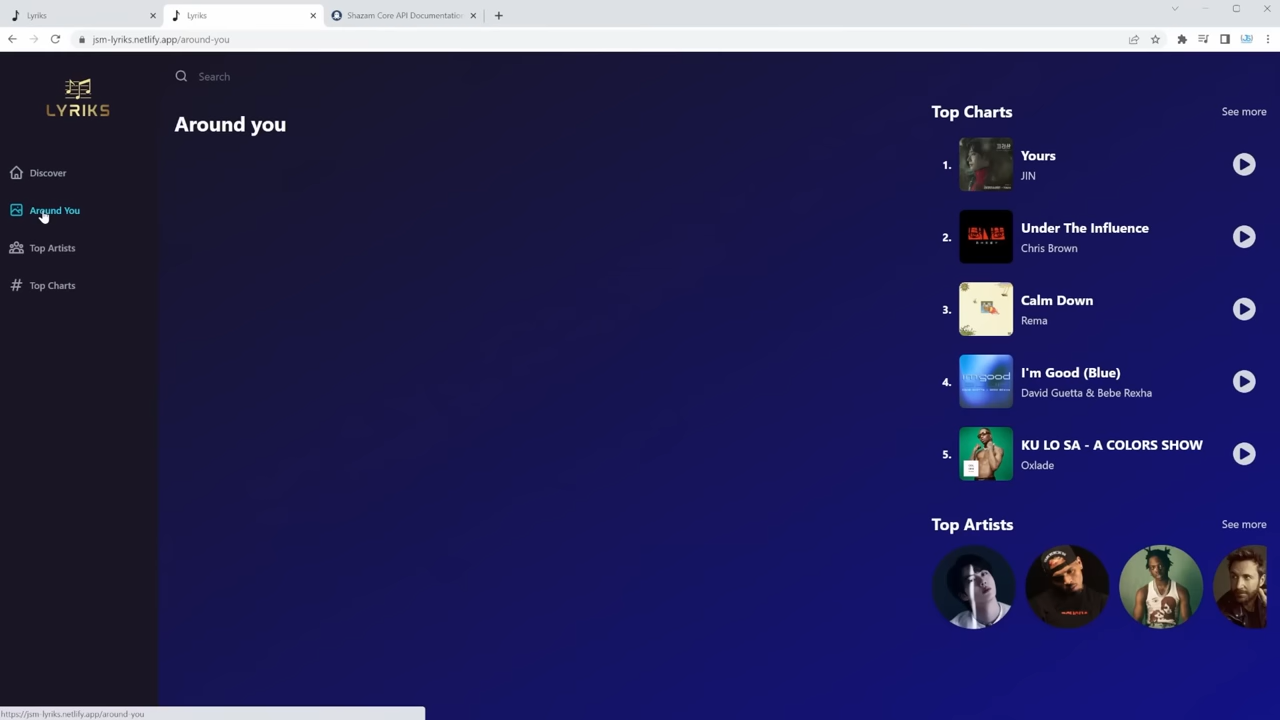 Lyriks
Lyriks
Shazam Core API Documentation
jsm-lyriks.netlify.app/around-you
LYRIKS
Search
Discover
Around You
Top Artists
Top Charts
Around you
Top Charts
See more
1.
Yours
JIN
2.
Under The Influence
Chris Brown
3.
Calm Down
Rema
4.
I'm Good (Blue)
David Guetta & Bebe Rexha
5.
KU LO SA - A COLORS SHOW
Oxlade
Top Artists
See more
https://jsm-lyriks.netlify.app/around-you